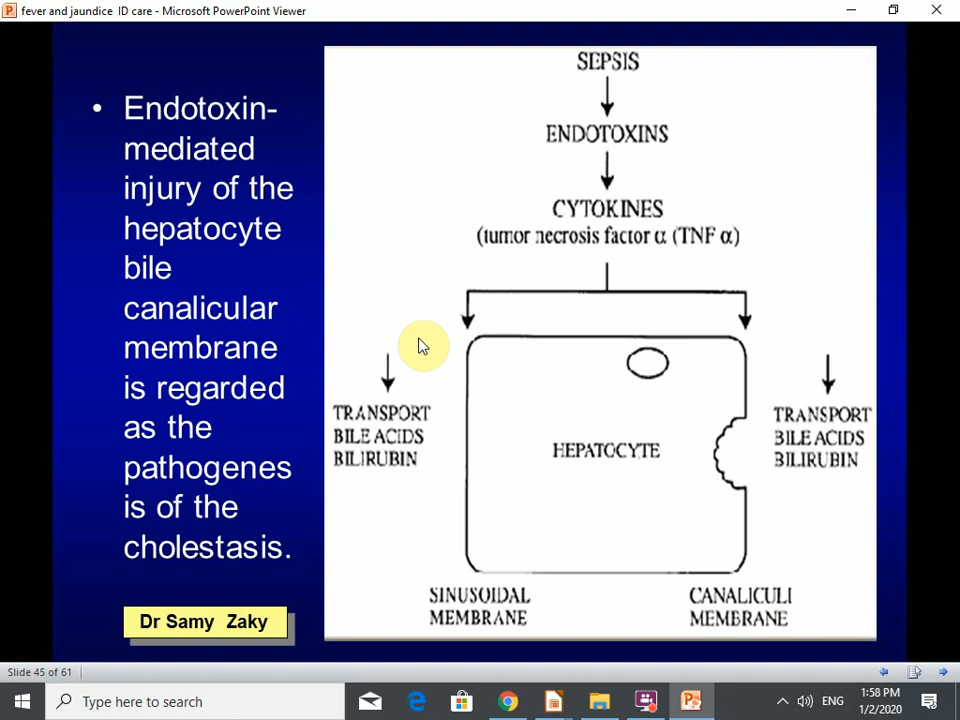 fever and jaundice ID care - Microsoft PowerPoint Viewer
• Endotoxin-
mediated
injury of the
hepatocyte
bile
canalicular
membrane
is regarded
as the
pathogenes
is of the
cholestasis.
Dr Samy Zaky
SEPSIS
ENDOTOXINS
CYTOKINES
(tumor necrosis factor α (TNF α)
TRANSPORT
BILE ACIDS
BILIRUBIN
HEPATOCYTE
TRANSPORT
BILE ACIDS
BILIRUBIN
SINUSOIDAL
MEMBRANE
CANALICULI
MEMBRANE
Slide 45 of 61
Type here to search
ENG
1:58 PM
1/2/2020